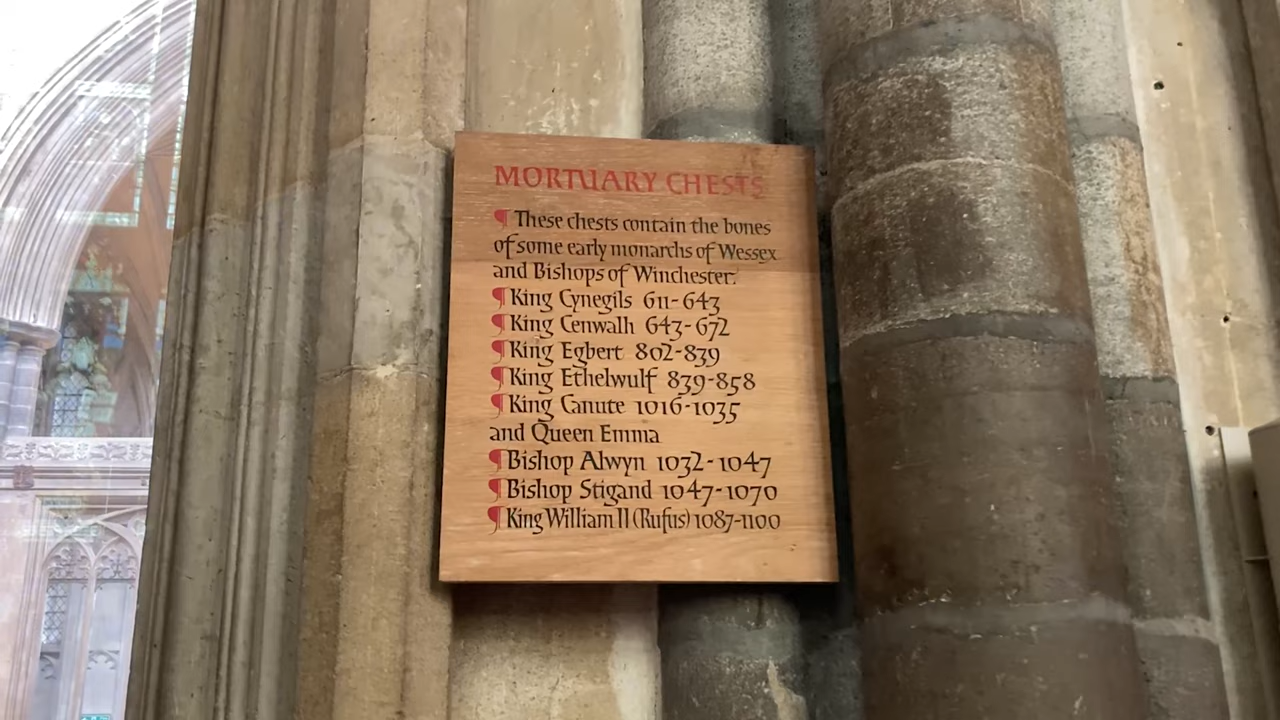 MORTUARY CHESTS
¶ These chests contain the bones
of some early monarchs of Wessex
and Bishops of Winchester.
¶ King Cynegils 611-643
¶ King Cenwalh 643-672
¶ King Egbert 802-839
¶ King Ethelwulf 839-858
¶ King Canute 1016-1035
and Queen Emma
¶ Bishop Alwyn 1032-1047
¶ Bishop Stigand 1047-1070
¶ King William II (Rufus) 1087-1100